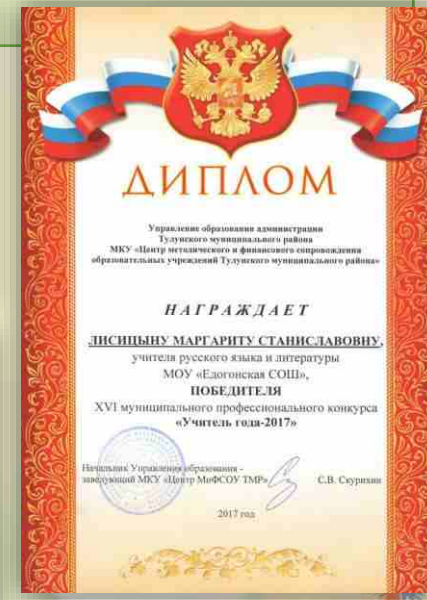 ДИПЛОМ
Управление образования администрации
Тулунского муниципального района
МКУ «Центр методического и финансового сопровождения
образовательных учреждений Тулунского муниципального района»
НАГРАЖДАЕТ
ЛИСИЦЫНУ МАРГАРИТУ СТАНИСЛАВОВНУ,
учителя русского языка и литературы
МОУ «Едогонская СОШ»,
ПОБЕДИТЕЛЯ
XVI муниципального профессионального конкурса
«Учитель года-2017»
Начальник Управления образования -
заведующий МКУ «Центр МиФСОУ ТМР» С.В. Скурихин
2017 год